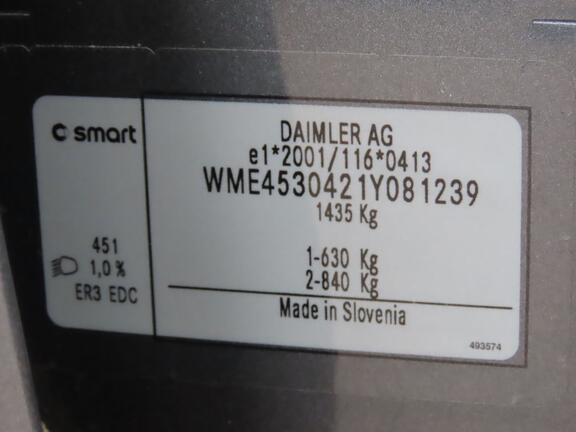 smart
451
1,0 %
ER3 EDC
DAIMLER AG
e1*2001/116*0413
WME4530421Y081239
1435 Kg
1-630 Kg
2-840 Kg
Made in Slovenia
493574